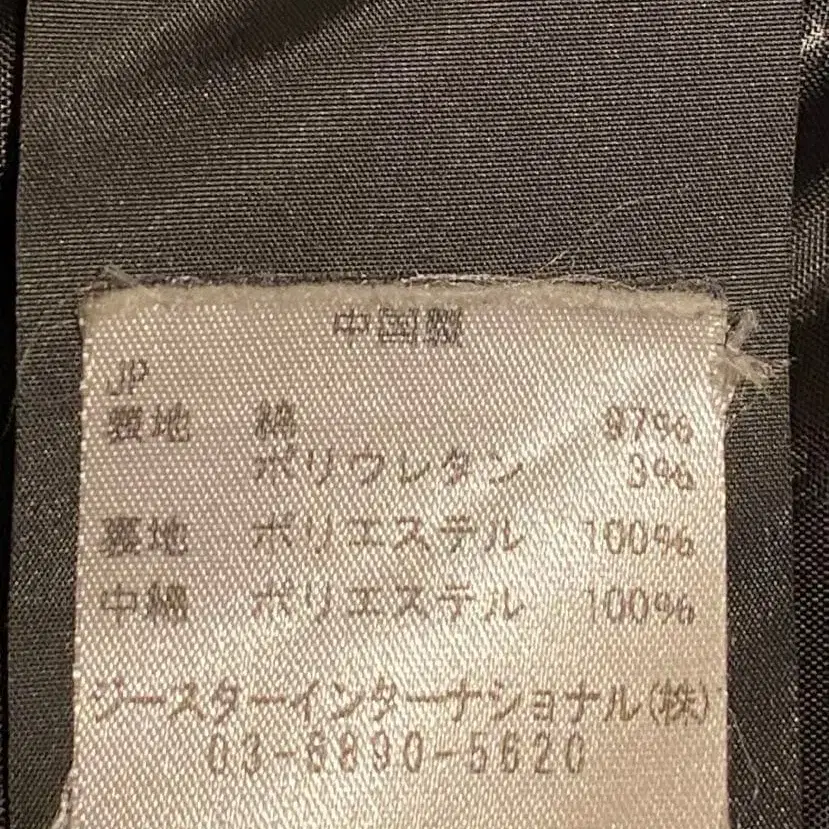 中国製
JP
表地 綿 97%
ポリウレタン 3%
裏地 ポリエステル 100%
中綿 ポリエステル 100%
ジースターインターナショナル(株)
03-6890-5620